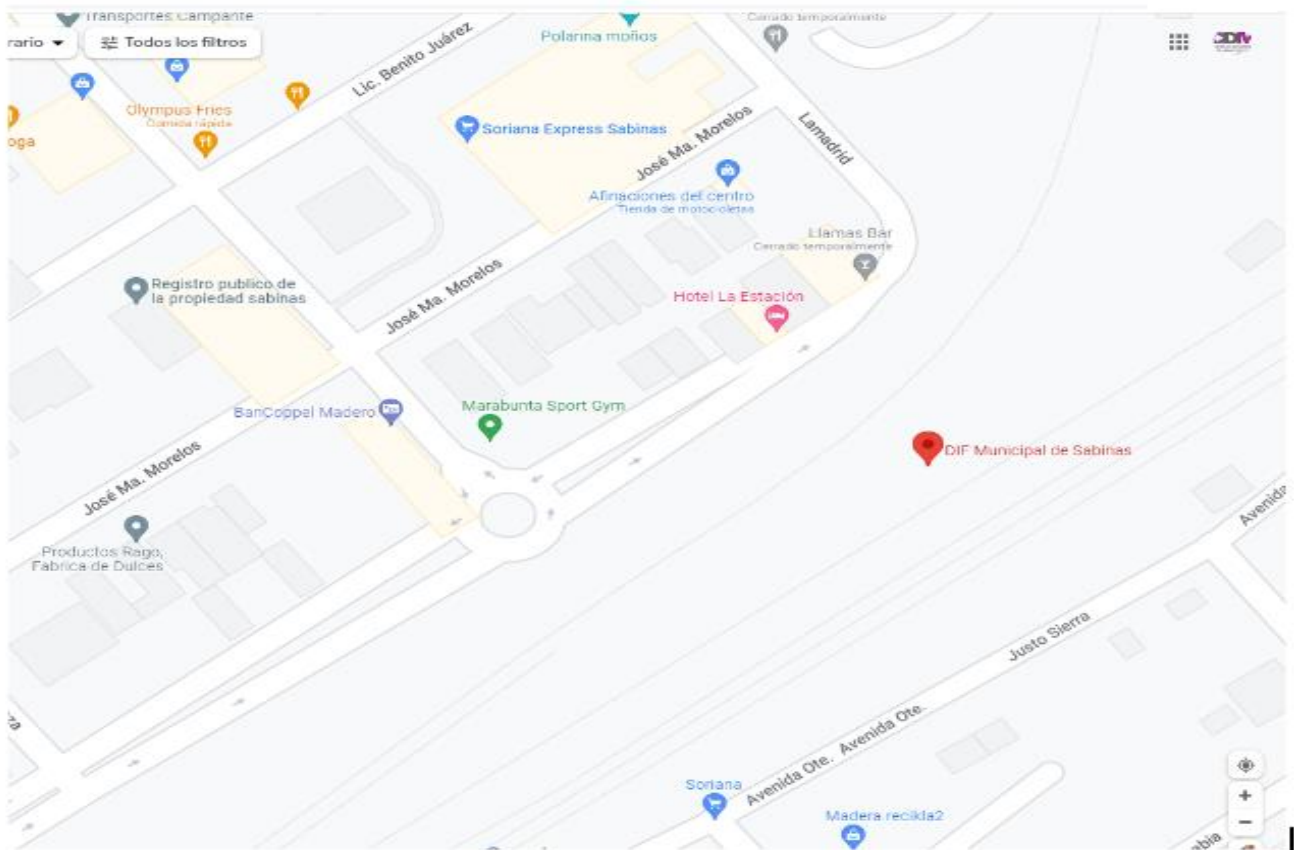 Transportes Campante
rario
Todos los filtros
Lic. Benito Juárez
Polarina moños
Cerrado temporalmente
Olympus Fries
Comida rápida
oga
Soriana Express Sabinas
José Ma. Morelos
Lamadrid
Afinaciones del centro
Tienda de motocicletas
Llamas Bar
Cerrado temporalmente
Registro publico de
la propiedad sabinas
José Ma. Morelos
Hotel La Estación
BanCoppel Madero
Marabunta Sport Gym
DIF Municipal de Sabinas
José Ma. Morelos
Avenida
Productos Rago,
Fabrica de Dulces
Justo Sierra
za
Avenida Ote.
Avenida Ote.
Soriana
Madera recikla2
abia